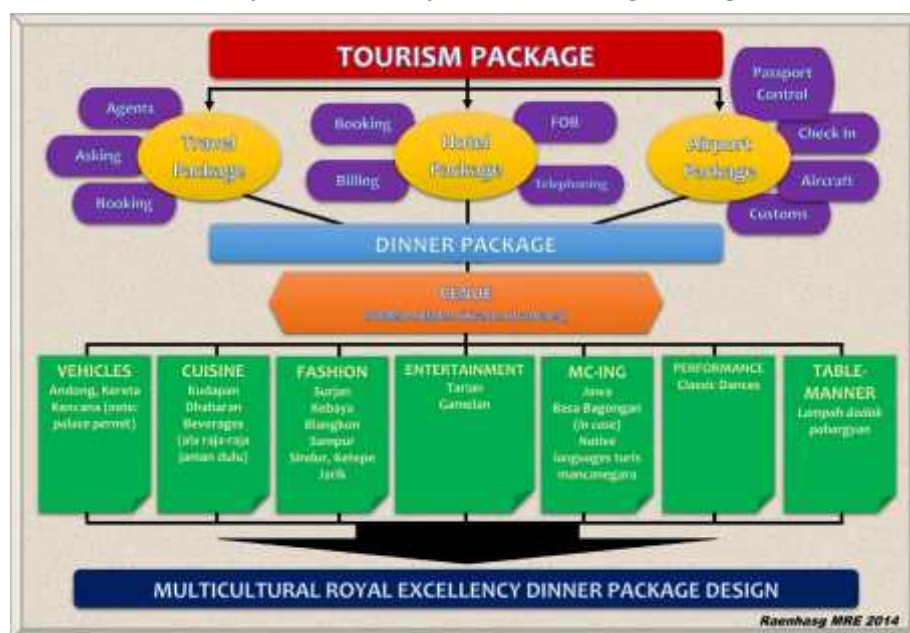 TOURISM PACKAGE
Agents
Asking
Booking
Travel
Package
Booking
Billing
Hotel
Package
FOB
Telephoning
Passport
Control
Check In
Aircraft
Customs
Airport
Package
DINNER PACKAGE
VEHICLES
Andong, Kereta
Kencana (note:
palace permit)
CUISINE
Kudapan
Dhaharan
Beverages
(ala raja-raja
jaman dulu)
FASHION
Surjan
Kebaya
Blangkon
Sampur
Sindur, Ketepe
Jarik
ENTERTAINMENT
Tarian
Gamelan
MC-ING
Jawa
Basa Bagongan
(in case)
Native
languages turis
mancanegara
PERFORMANCE
Classic Dances
TABLE-
MANNER
Lampah dodok
pahargyan
MULTICULTURAL ROYAL EXCELLENCY DINNER PACKAGE DESIGN
Raenhasg MRE 2014